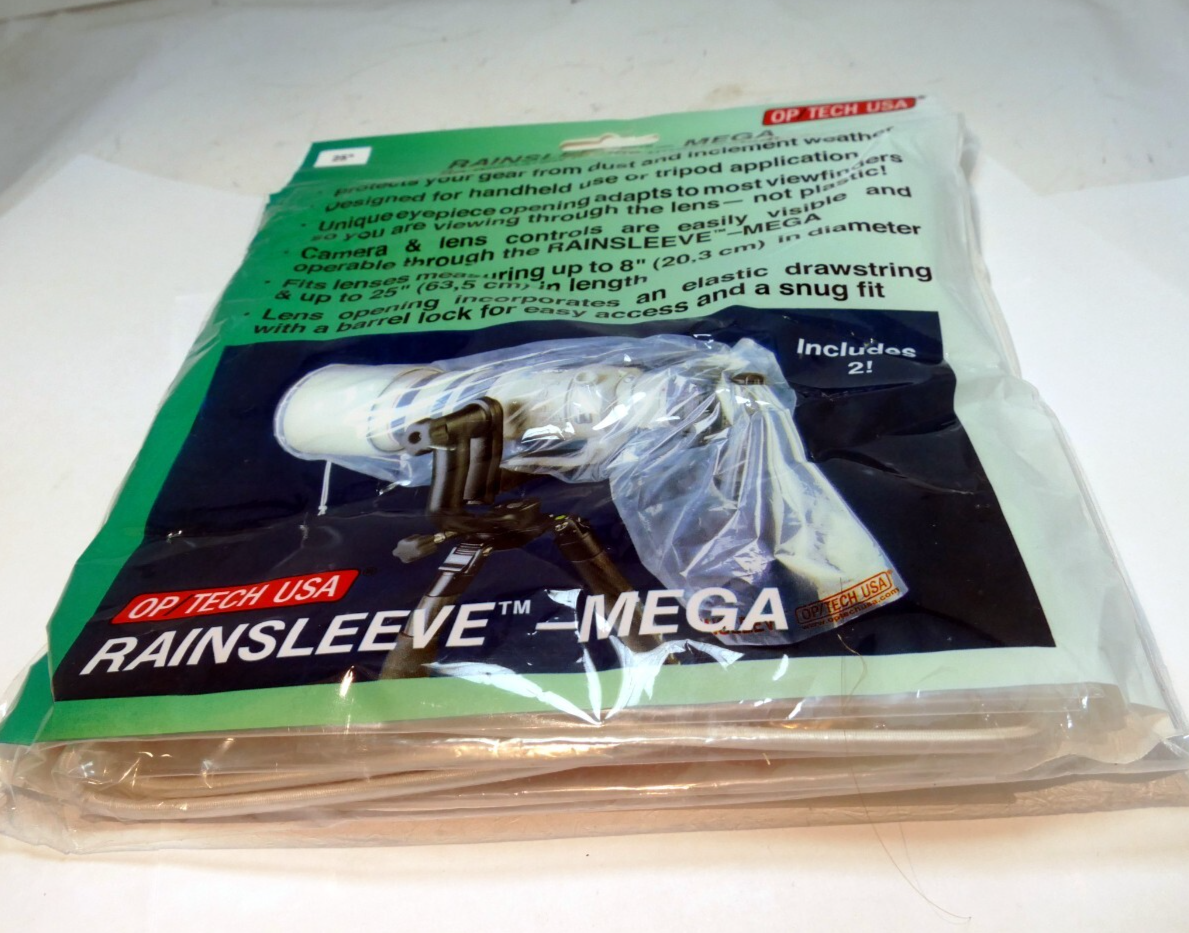 OP/TECH USA
25"
RAINSLEEVE -MEGA
protects your gear from dust and inclement weather
· Designed for handheld use or tripod application
· Unique eyepiece opening adapts to most viewfinders
so you are viewing through the lens— not plastic!
· Camera & lens controls are easily visible and
operable through the RAINSLEEVE™-MEGA
· Fits lenses measuring up to 8" (20.3 cm) in diameter
& up to 25" (63,5 cm) in length
· Lens opening incorporates an elastic drawstring
with a barrel lock for easy access and a snug fit
Includes
2!
OP/TECH USA
RAINSLEEVE™ -MEGA
OP/TECH USA
www.optechusa.com